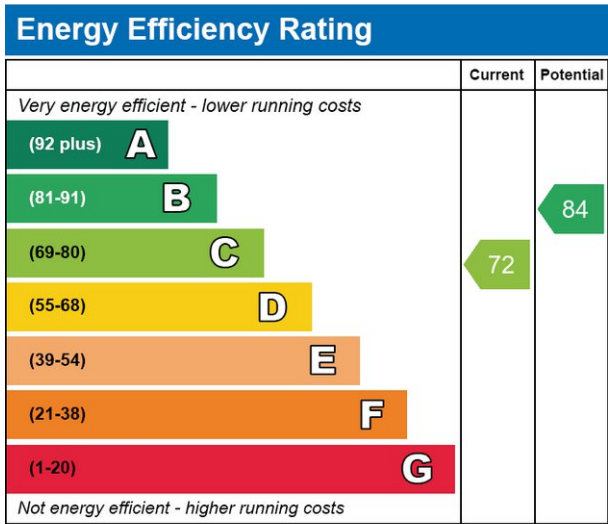 Energy Efficiency Rating
Current Potential
Very energy efficient - lower running costs
(92 plus) A
(81-91) B
84
(69-80) C
72
(55-68) D
(39-54) E
(21-38) F
(1-20) G
Not energy efficient - higher running costs